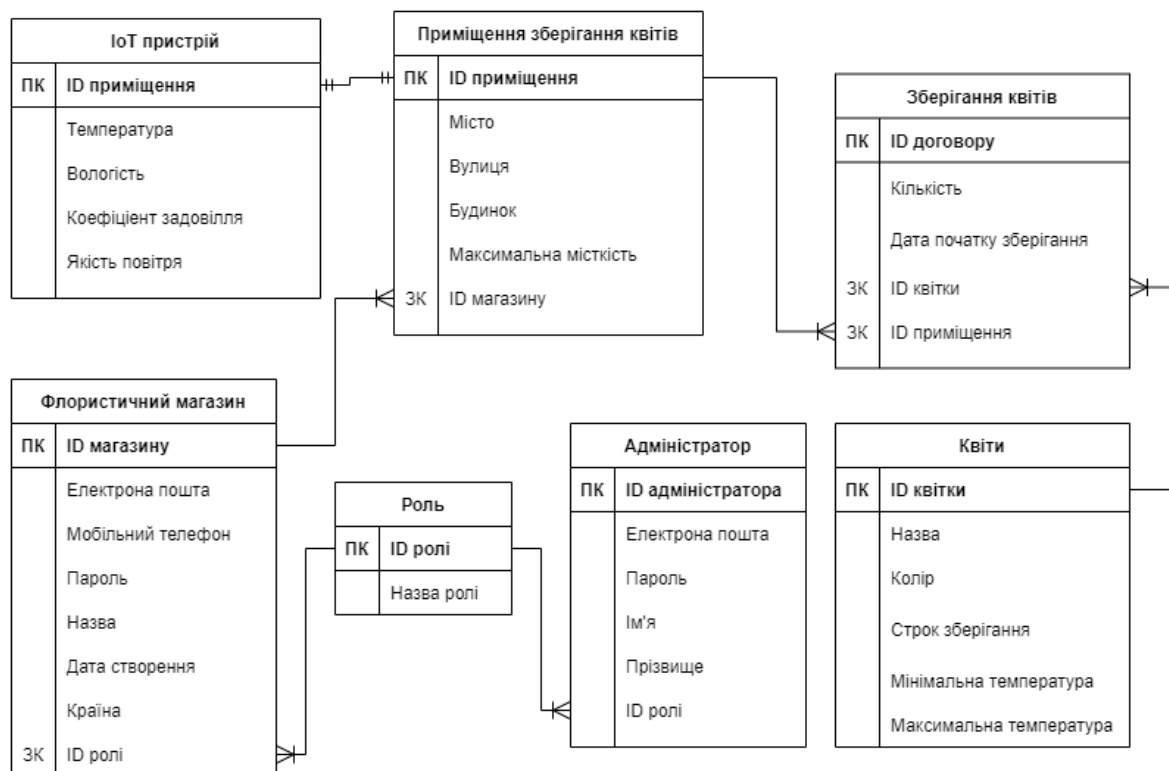 IoT пристрій
ПК ID приміщення
Температура
Вологість
Коефіціент задовілля
Якість повітря
Приміщення зберігання квітів
ПК ID приміщення
Місто
Вулиця
Будинок
Максимальна місткість
ЗК ID магазину
Зберігання квітів
ПК ID договору
Кількість
Дата початку зберігання
ЗК ID квітки
ЗК ID приміщення
Флористичний магазин
ПК ID магазину
Електрона пошта
Мобільний телефон
Пароль
Назва
Дата створення
Країна
ЗК ID ролі
Роль
ПК ID ролі
Назва ролі
Адміністратор
ПК ID адміністратора
Електрона пошта
Пароль
Ім'я
Прізвище
ID ролі
Квіти
ПК ID квітки
Назва
Колір
Строк зберігання
Мінімальна температура
Максимальна температура